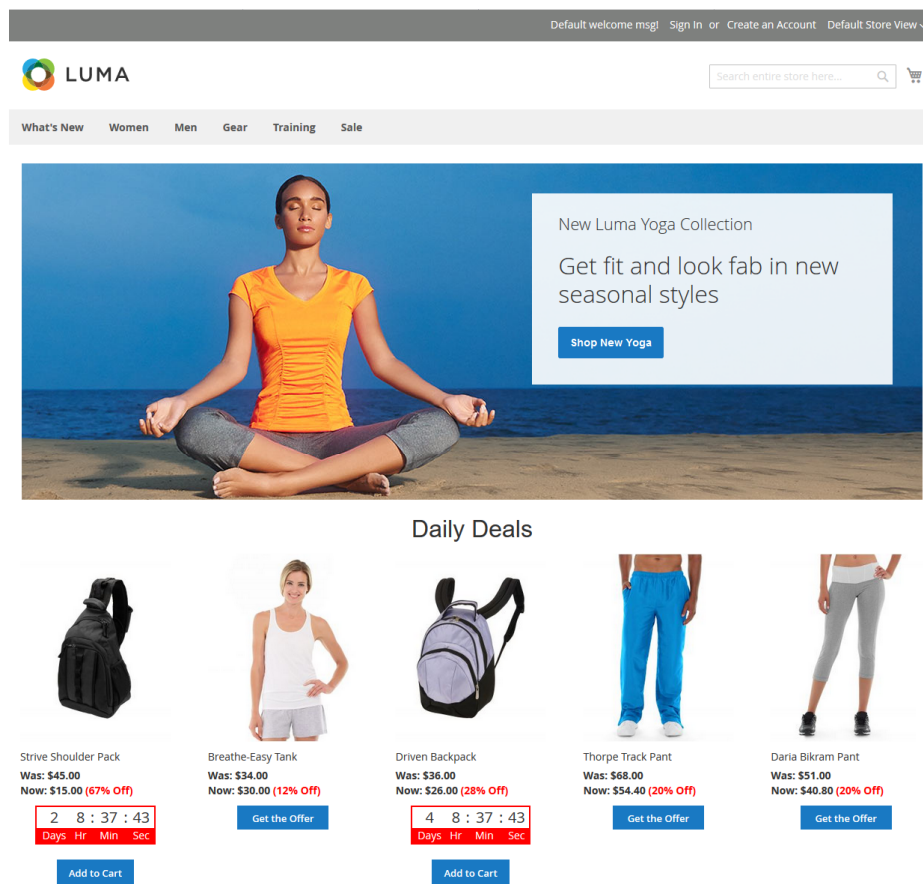 Default welcome msg! Sign In or Create an Account Default Store View
LUMA
Search entire store here...
What's New Women Men Gear Training Sale
New Luma Yoga Collection
Get fit and look fab in new
seasonal styles
Shop New Yoga
Daily Deals
Strive Shoulder Pack
Was: $45.00
Now: $15.00 (67% Off)
2 8 : 37 : 43
Days Hr Min Sec
Add to Cart
Breathe-Easy Tank
Was: $34.00
Now: $30.00 (12% Off)
Get the Offer
Driven Backpack
Was: $36.00
Now: $26.00 (28% Off)
4 8 : 37 : 43
Days Hr Min Sec
Add to Cart
Thorpe Track Pant
Was: $68.00
Now: $54.40 (20% Off)
Get the Offer
Daria Bikram Pant
Was: $51.00
Now: $40.80 (20% Off)
Get the Offer